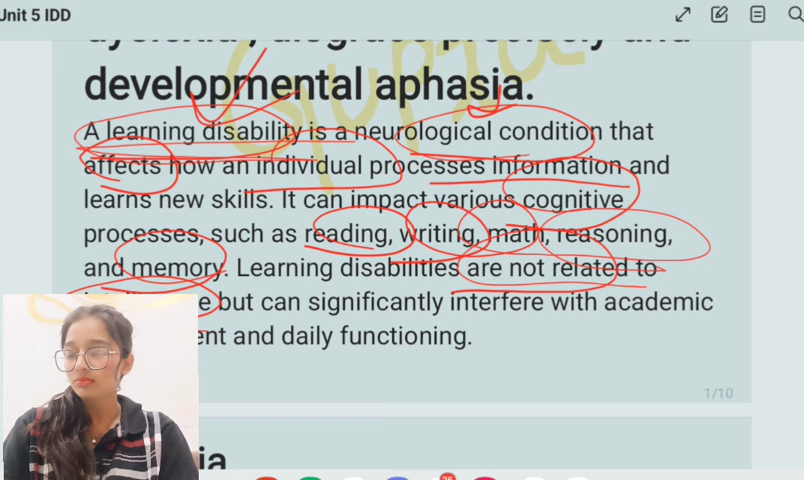 Unit 5 IDD
developmental aphasia.
A learning disability is a neurological condition that
affects how an individual processes information and
learns new skills. It can impact various cognitive
processes, such as reading, writing, math, reasoning,
and memory. Learning disabilities are not related to
but can significantly interfere with academic
and daily functioning.
1/10
Gupta